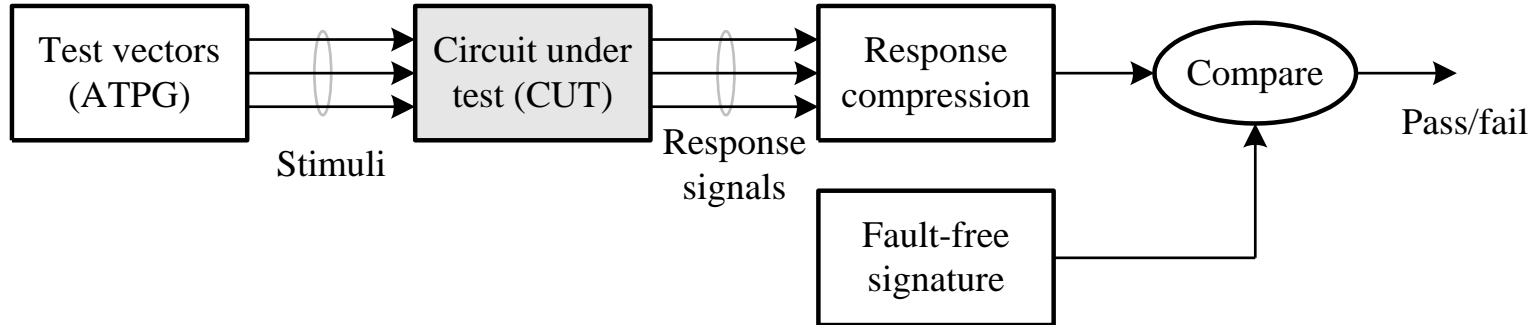 Test vectors
(ATPG)
Stimuli
Circuit under
test (CUT)
Response
signals
Response
compression
Fault-free
signature
Compare
Pass/fail